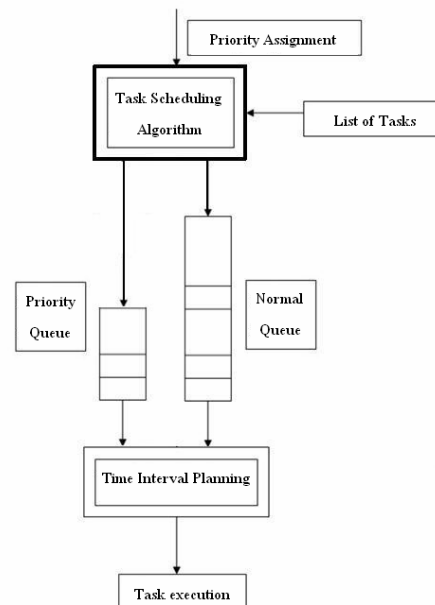 Priority Assignment
Task Scheduling
Algorithm
List of Tasks
Priority
Queue
Normal
Queue
Time Interval Planning
Task execution